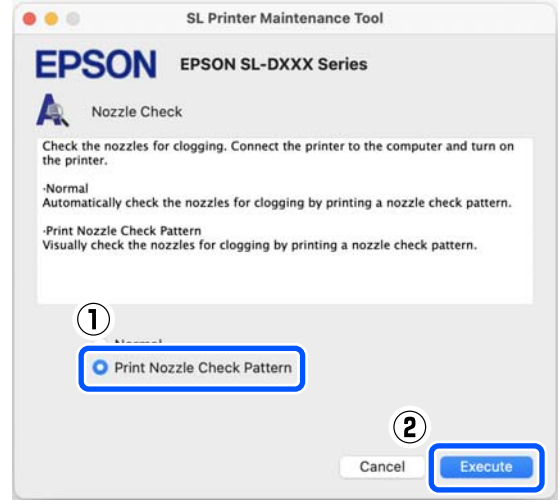 SL Printer Maintenance Tool
EPSON
EPSON SL-DXXX Series
Nozzle Check
Check the nozzles for clogging. Connect the printer to the computer and turn on
the printer.
-Normal
Automatically check the nozzles for clogging by printing a nozzle check pattern.
-Print Nozzle Check Pattern
Visually check the nozzles for clogging by printing a nozzle check pattern.
①
Normal
Print Nozzle Check Pattern
②
Cancel
Execute